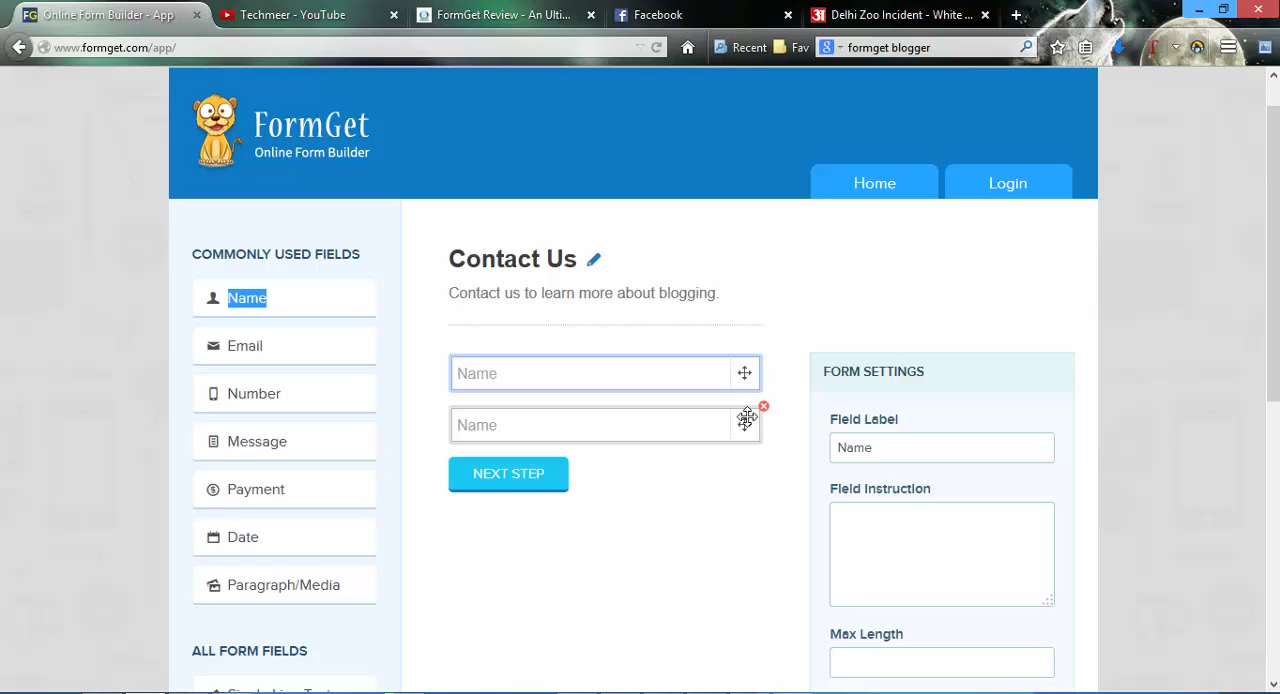 Online Form Builder - App
Techmeer - YouTube
FormGet Review - An Ulti...
Facebook
Delhi Zoo Incident - White ...
www.formget.com/app/
Recent
Fav
formget blogger
FormGet
Online Form Builder
Home
Login
COMMONLY USED FIELDS
Name
Email
Number
Message
Payment
Date
Paragraph/Media
ALL FORM FIELDS
Contact Us
Contact us to learn more about blogging.
Name
Name
NEXT STEP
FORM SETTINGS
Field Label
Name
Field Instruction
Max Length